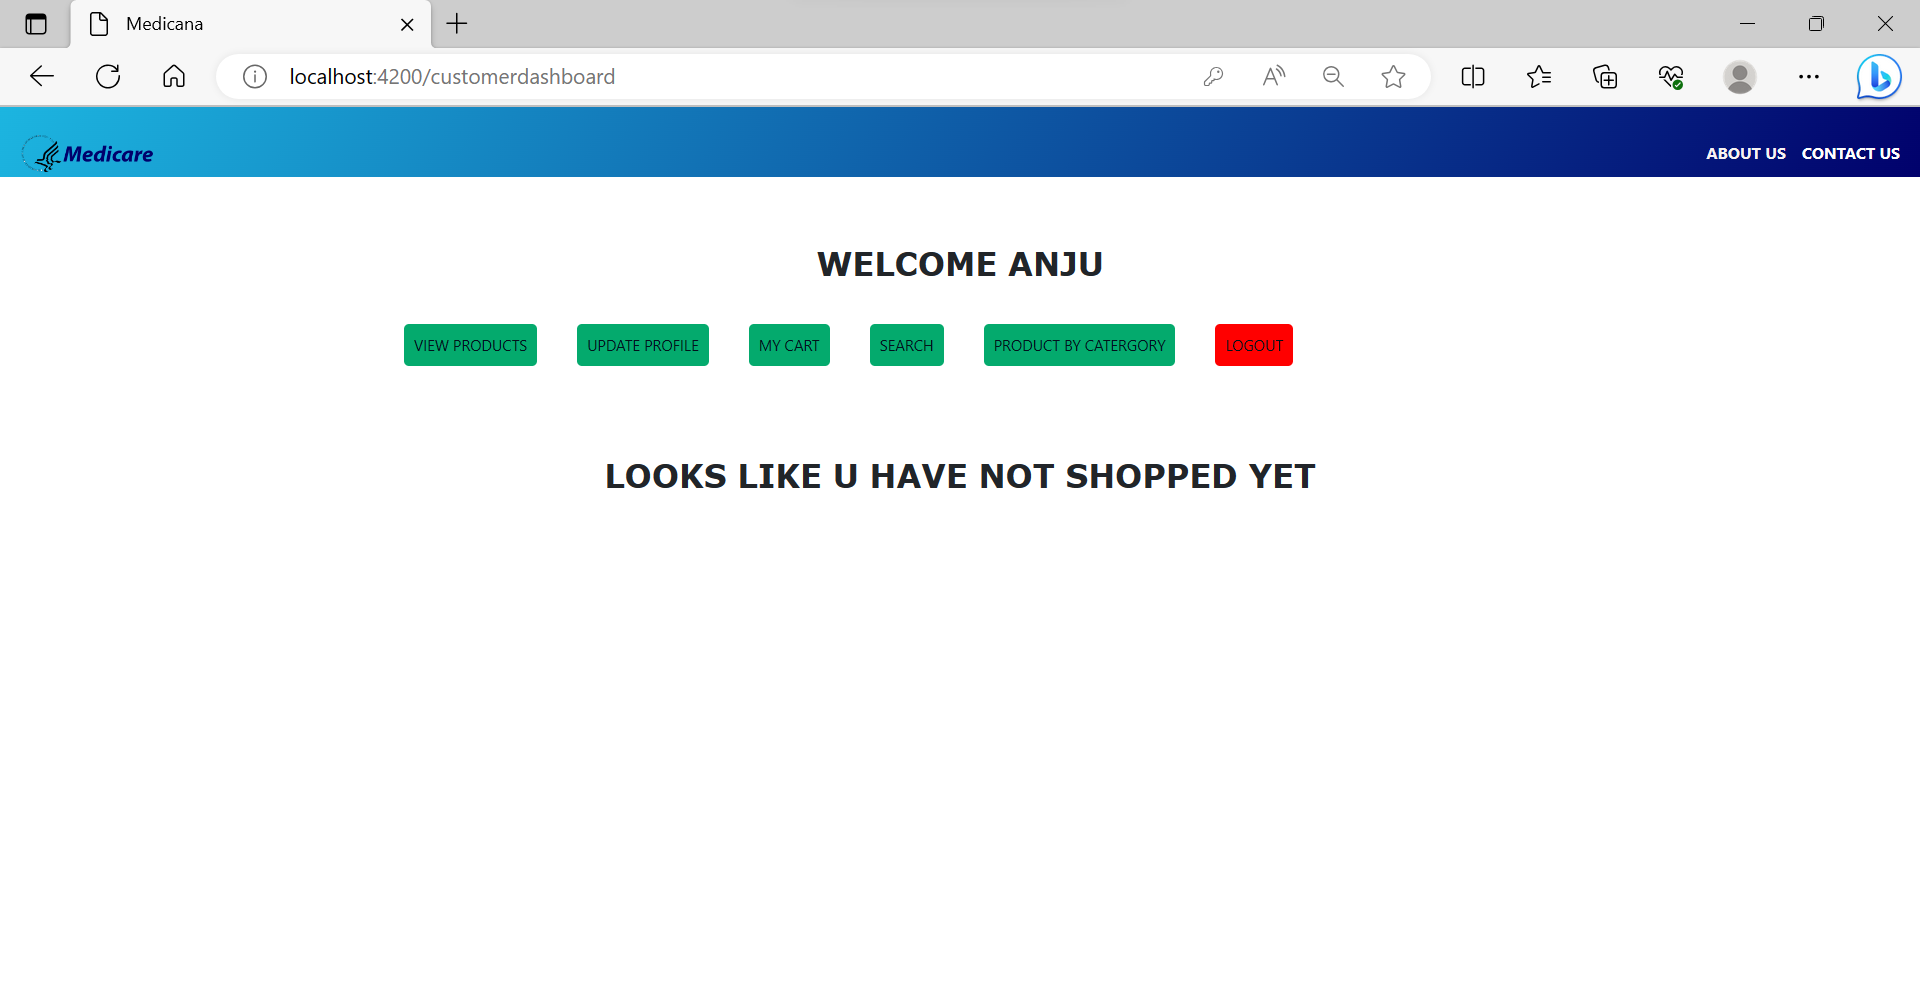 Medicana
localhost:4200/customerdashboard
Medicare
ABOUT US CONTACT US
WELCOME ANJU
VIEW PRODUCTS UPDATE PROFILE MY CART SEARCH PRODUCT BY CATERGORY LOGOUT
LOOKS LIKE U HAVE NOT SHOPPED YET